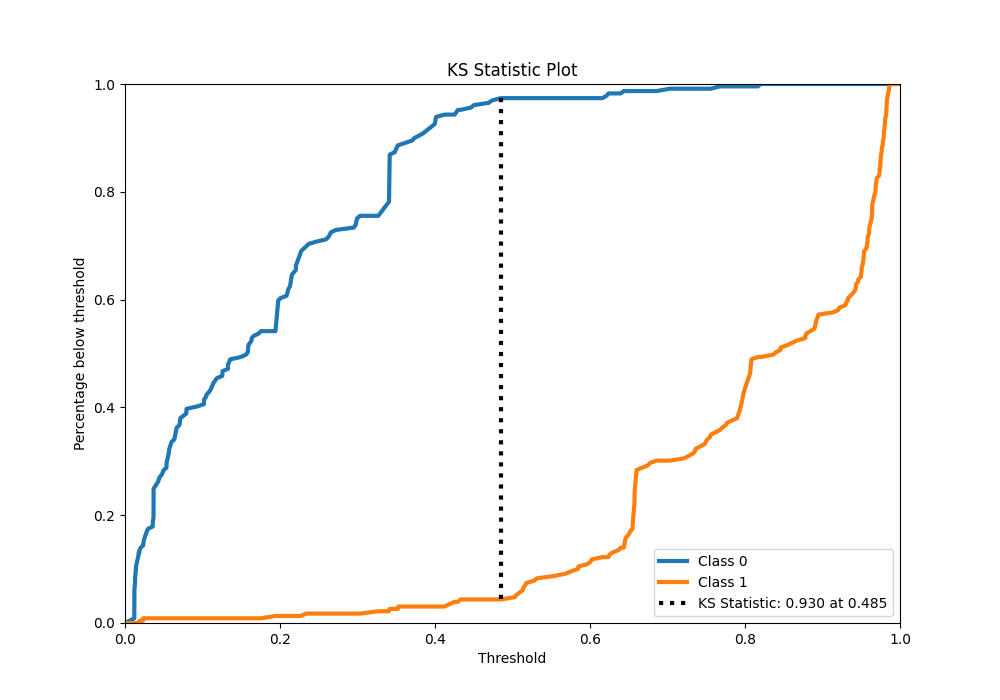 KS Statistic Plot
1.0
0.8
0.6
0.4
0.2
0.0
Percentage below threshold
0.0 0.2 0.4 0.6 0.8 1.0
Threshold
Class 0
Class 1
KS Statistic: 0.930 at 0.485